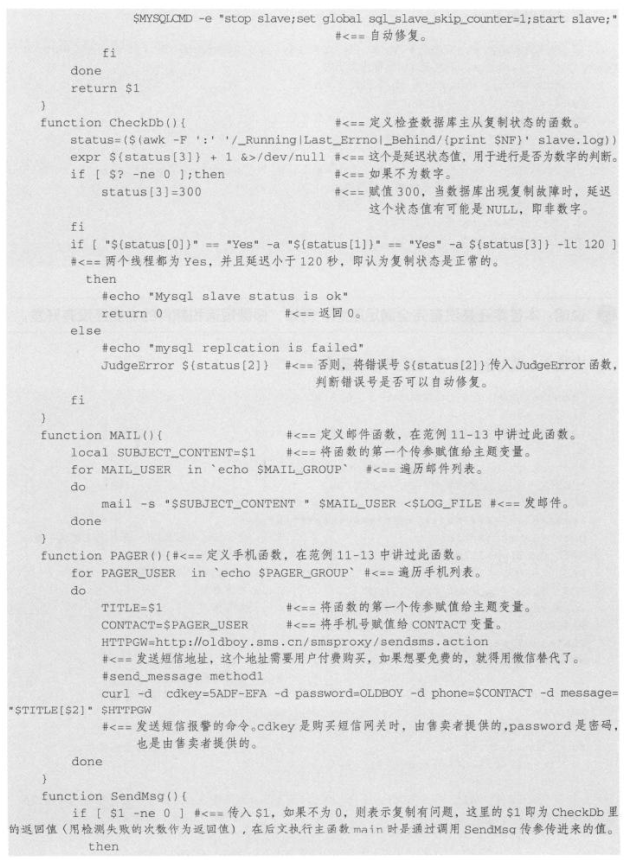 $MYSQLCMD -e "stop slave;set global sql_slave_skip_counter=1;start slave;"
#<== 自动修复。
fi
done
return $1
}
function CheckDb(){ #<== 定义检查数据库主从复制状态的函数。
status=($(awk -F ':' '/_Running|Last_Errno|_Behind/{print $NF}' slave.log))
expr ${status[3]} + 1 &>/dev/null #<== 这个是延迟状态值，用于进行是否为数字的判断。
if [ $? -ne 0 ];then #<== 如果不为数字。
status[3]=300 #<== 赋值 300，当数据库出现复制故障时，延迟
这个状态值有可能是 NULL，即非数字。
fi
if [ "${status[0]}" == "Yes" -a "${status[1]}" == "Yes" -a ${status[3]} -lt 120 ]
#<== 两个线程都为 Yes，并且延迟小于 120 秒，即认为复制状态是正常的。
then
#echo "Mysql slave status is ok"
return 0 #<== 返回 0。
else
#echo "mysql replcation is failed"
JudgeError ${status[2]} #<== 否则，将错误号 ${status[2]} 传入 JudgeError 函数，
判断错误号是否可以自动修复。
fi
}
function MAIL(){ #<== 定义邮件函数，在范例 11-13 中讲过此函数。
local SUBJECT_CONTENT=$1 #<== 将函数的第一个传参赋值给主题变量。
for MAIL_USER in `echo $MAIL_GROUP` #<== 遍历邮件列表。
do
mail -s "$SUBJECT_CONTENT " $MAIL_USER <$LOG_FILE #<== 发邮件。
done
}
function PAGER(){#<== 定义手机函数，在范例 11-13 中讲过此函数。
for PAGER_USER in `echo $PAGER_GROUP` #<== 遍历手机列表。
do
TITLE=$1 #<== 将函数的第一个传参赋值给主题变量。
CONTACT=$PAGER_USER #<== 将手机号赋值给 CONTACT 变量。
HTTPGW=http://oldboy.sms.cn/smsproxy/sendsms.action
#<== 发送短信地址，这个地址需要用户付费购买，如果想要免费的，就得用微信替代了。
#send_message method1
curl -d cdkey=5ADF-EFA -d password=OLDBOY -d phone=$CONTACT -d message=
"$TITLE[$2]" $HTTPGW
#<== 发送短信报警的命令。cdkey 是购买短信网关时，由售卖者提供的，password 是密码，
也是由售卖者提供的。
done
}
function SendMsg(){
if [ $1 -ne 0 ] #<== 传入 $1，如果不为 0，则表示复制有问题，这里的 $1 即为 CheckDb 里
的返回值（用检测失败的次数作为返回值），在后文执行主函数 main 时是通过调用 SendMsg 传参传进来的值。
then